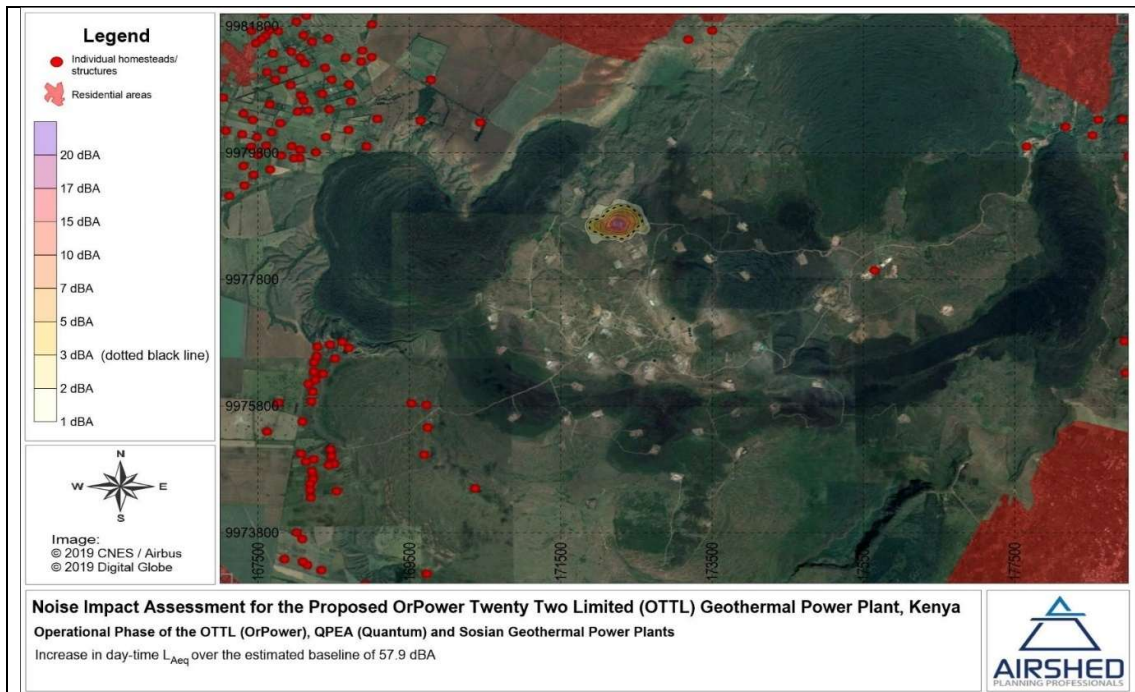 Legend
Individual homesteads/
structures
Residential areas
20 dBA
17 dBA
15 dBA
10 dBA
7 dBA
5 dBA
3 dBA (dotted black line)
2 dBA
1 dBA
N
W E
S
Image:
© 2019 CNES / Airbus
© 2019 Digital Globe
9981800
9979800
9977800
9975800
9973800
167500
169500
171500
173500
175500
177500
Noise Impact Assessment for the Proposed OrPower Twenty Two Limited (OTTL) Geothermal Power Plant, Kenya
Operational Phase of the OTTL (OrPower), QPEA (Quantum) and Sosian Geothermal Power Plants
Increase in day-time LAeq over the estimated baseline of 57.9 dBA
AIRSHED
PLANNING PROFESSIONALS